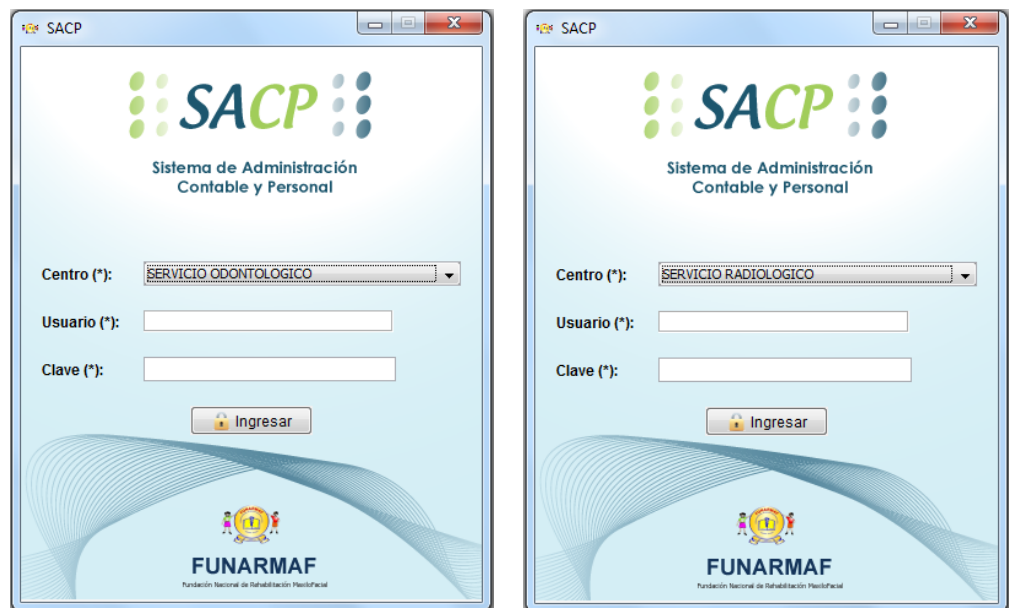 SACP
SACP
Sistema de Administración
Contable y Personal
Centro (*):
SERVICIO ODONTOLOGICO
Usuario (*):
Clave (*):
Ingresar
FUNARMAF
Fundación Nacional de Rehabilitación MaxiloFacial
SACP
SACP
Sistema de Administración
Contable y Personal
Centro (*):
SERVICIO RADIOLOGICO
Usuario (*):
Clave (*):
Ingresar
FUNARMAF
Fundación Nacional de Rehabilitación MaxiloFacial